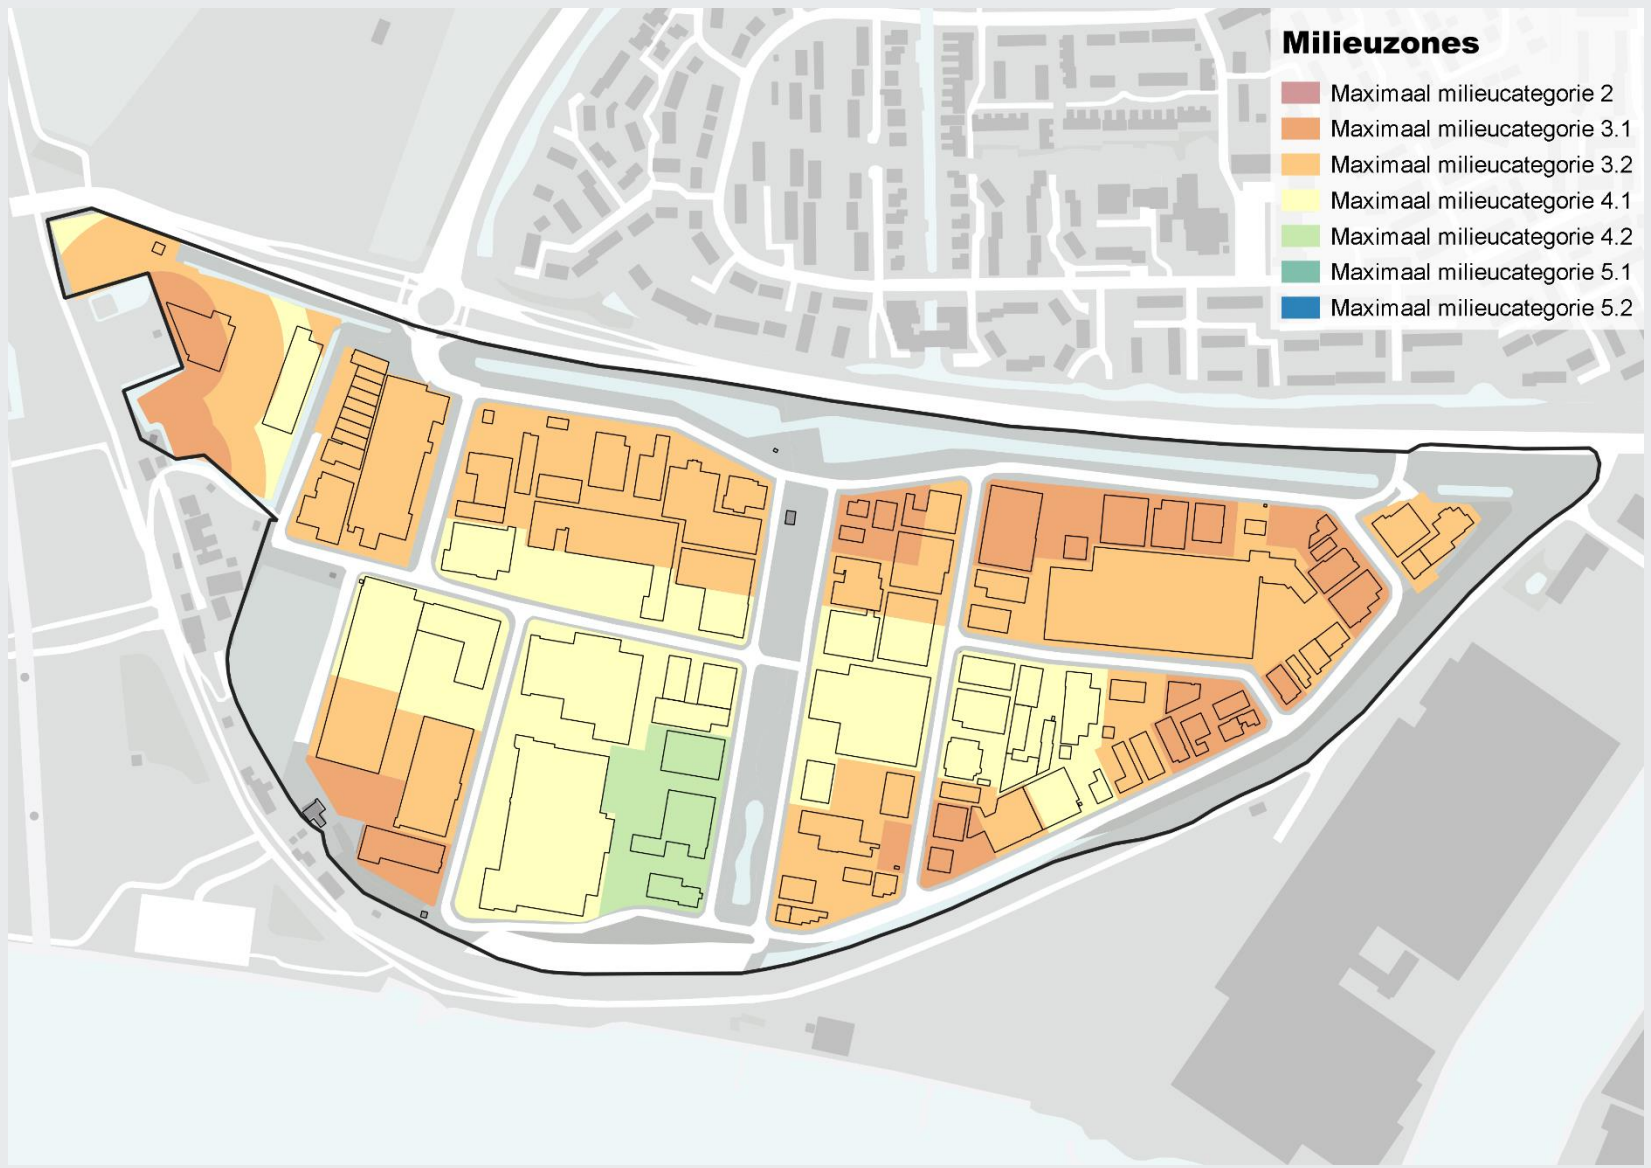 Milieuzones
Maximaal milieucategorie 2
Maximaal milieucategorie 3.1
Maximaal milieucategorie 3.2
Maximaal milieucategorie 4.1
Maximaal milieucategorie 4.2
Maximaal milieucategorie 5.1
Maximaal milieucategorie 5.2